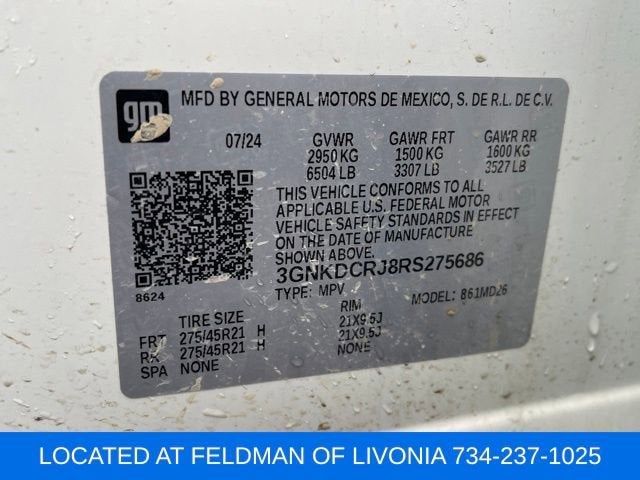 gm
MFD BY GENERAL MOTORS DE MEXICO, S. DE R.L. DE C.V.
07/24 GVWR GAWR FRT GAWR RR
2950 KG 1500 KG 1600 KG
6504 LB 3307 LB 3527 LB
THIS VEHICLE CONFORMS TO ALL
APPLICABLE U.S. FEDERAL MOTOR
VEHICLE SAFETY STANDARDS IN EFFECT
ON THE DATE OF MANUFACTURE SHOWN ABOVE.
3GNKDCRJ8RS275686
8624
TYPE: MPV MODEL: 861MD26
TIRE SIZE RIM
FRT 275/45R21 H 21X9.5J
RR 275/45R21 H 21X9.5J
SPA NONE NONE
LOCATED AT FELDMAN OF LIVONIA 734-237-1025